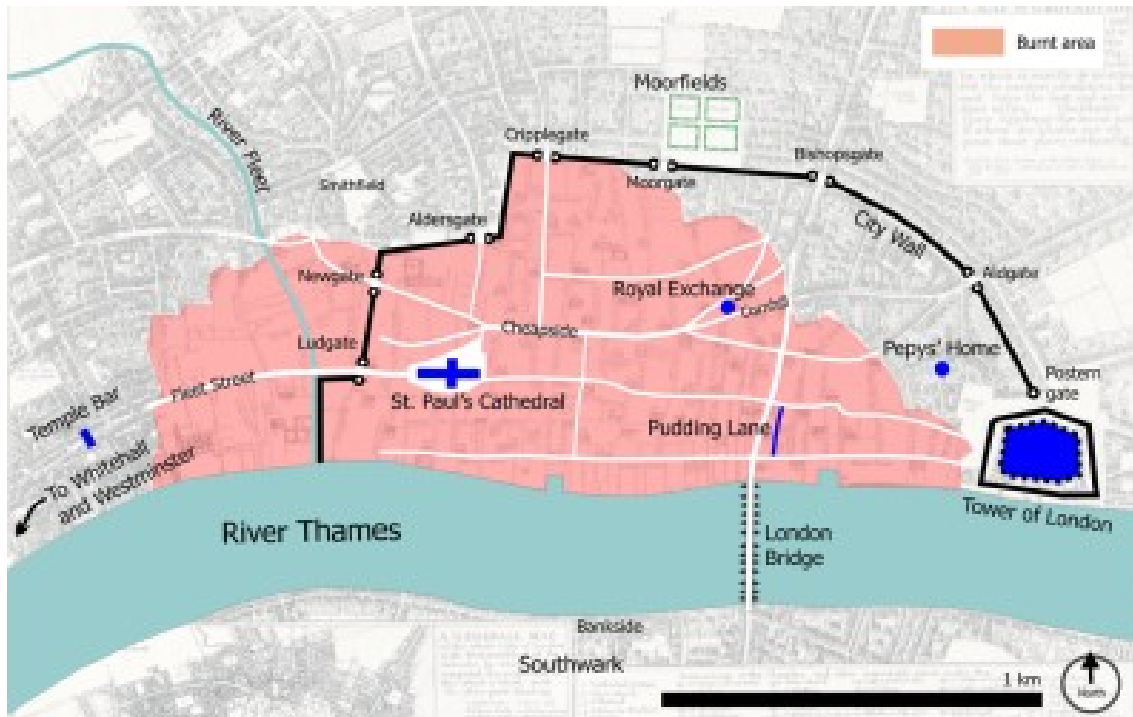 Burnt area
Moorfields
River Fleet
Cripplegate
Bishopsgate
Moorgate
Smithfield
Aldersgate
City Wall
Newgate
Aldgate
Royal Exchange
Cornhill
Cheapside
Ludgate
Pepys' Home
Fleet Street
Postern
gate
St. Paul's Cathedral
Temple Bar
Pudding Lane
To Whitehall
and Westminster
Tower of London
River Thames
London
Bridge
Bankside
Southwark
1 km
North